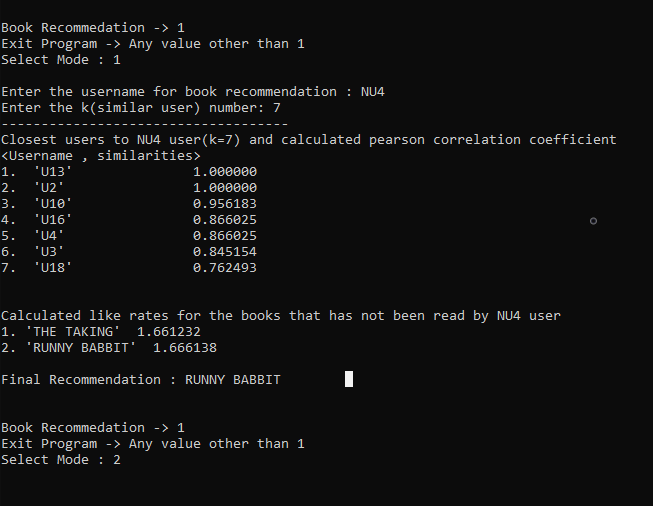 Book Recommedation -> 1
Exit Program -> Any value other than 1
Select Mode : 1
Enter the username for book recommendation : NU4
Enter the k(similar user) number: 7
------------------------------------
Closest users to NU4 user(k=7) and calculated pearson correlation coefficient
<Username , similarities>
1.  'U13'               1.000000
2.  'U2'                1.000000
3.  'U10'               0.956183
4.  'U16'               0.866025
5.  'U4'                0.866025
6.  'U3'                0.845154
7.  'U18'               0.762493
Calculated like rates for the books that has not been read by NU4 user
1. 'THE TAKING'  1.661232
2. 'RUNNY BABBIT'  1.666138
Final Recommendation : RUNNY BABBIT
Book Recommedation -> 1
Exit Program -> Any value other than 1
Select Mode : 2